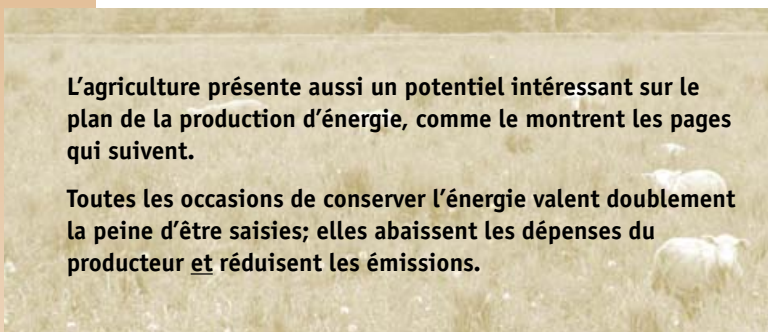 L’agriculture présente aussi un potentiel intéressant sur le
plan de la production d’énergie, comme le montrent les pages
qui suivent.
Toutes les occasions de conserver l’énergie valent doublement
la peine d’être saisies; elles abaissent les dépenses du
producteur et réduisent les émissions.